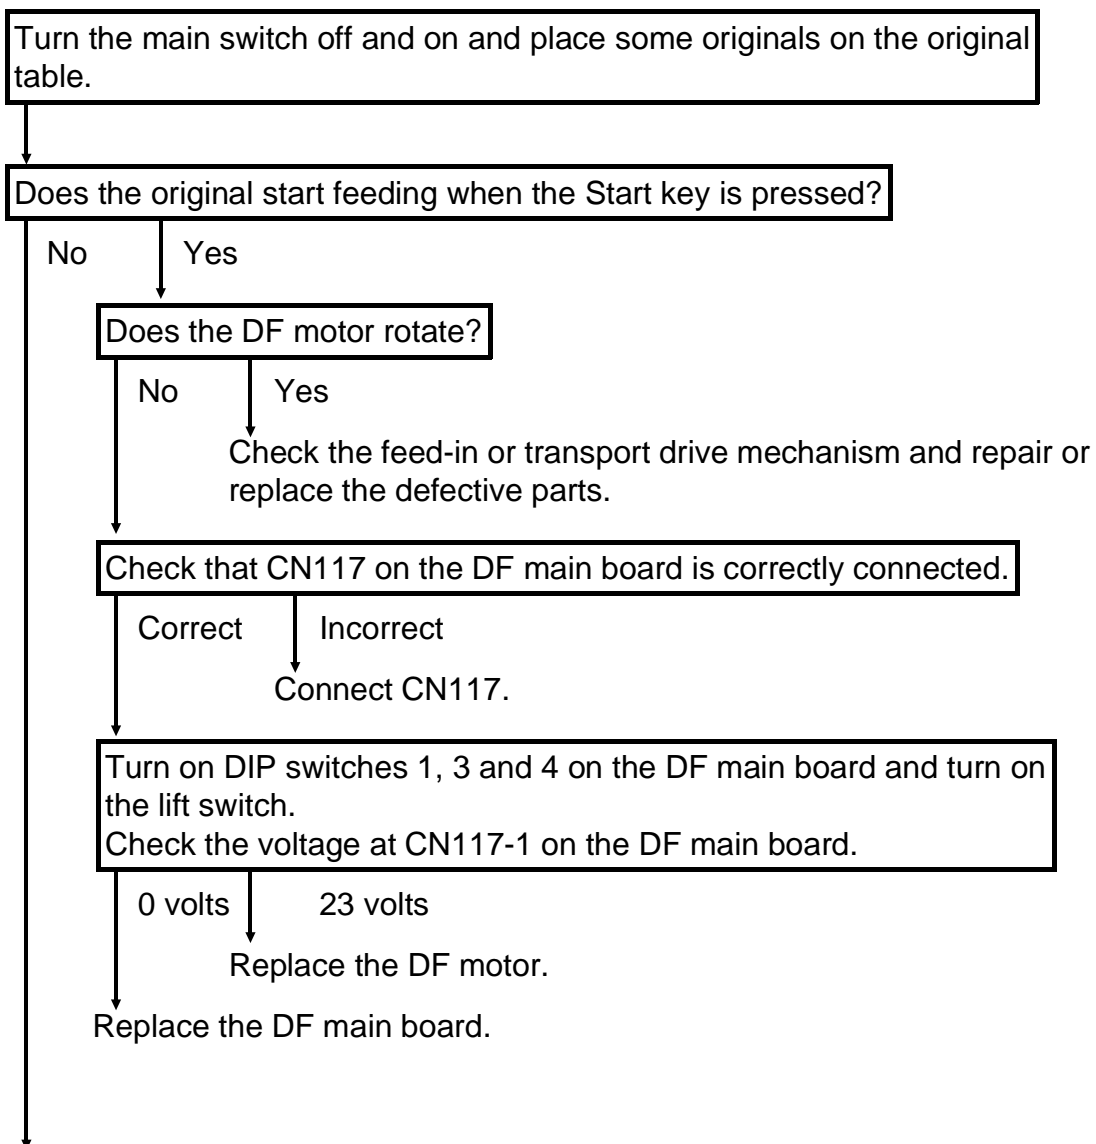 Turn the main switch off and on and place some originals on the original
table.
Does the original start feeding when the Start key is pressed?
No Yes
Does the DF motor rotate?
No Yes
Check the feed-in or transport drive mechanism and repair or
replace the defective parts.
Check that CN117 on the DF main board is correctly connected.
Correct Incorrect
Connect CN117.
Turn on DIP switches 1, 3 and 4 on the DF main board and turn on
the lift switch.
Check the voltage at CN117-1 on the DF main board.
0 volts 23 volts
Replace the DF motor.
Replace the DF main board.